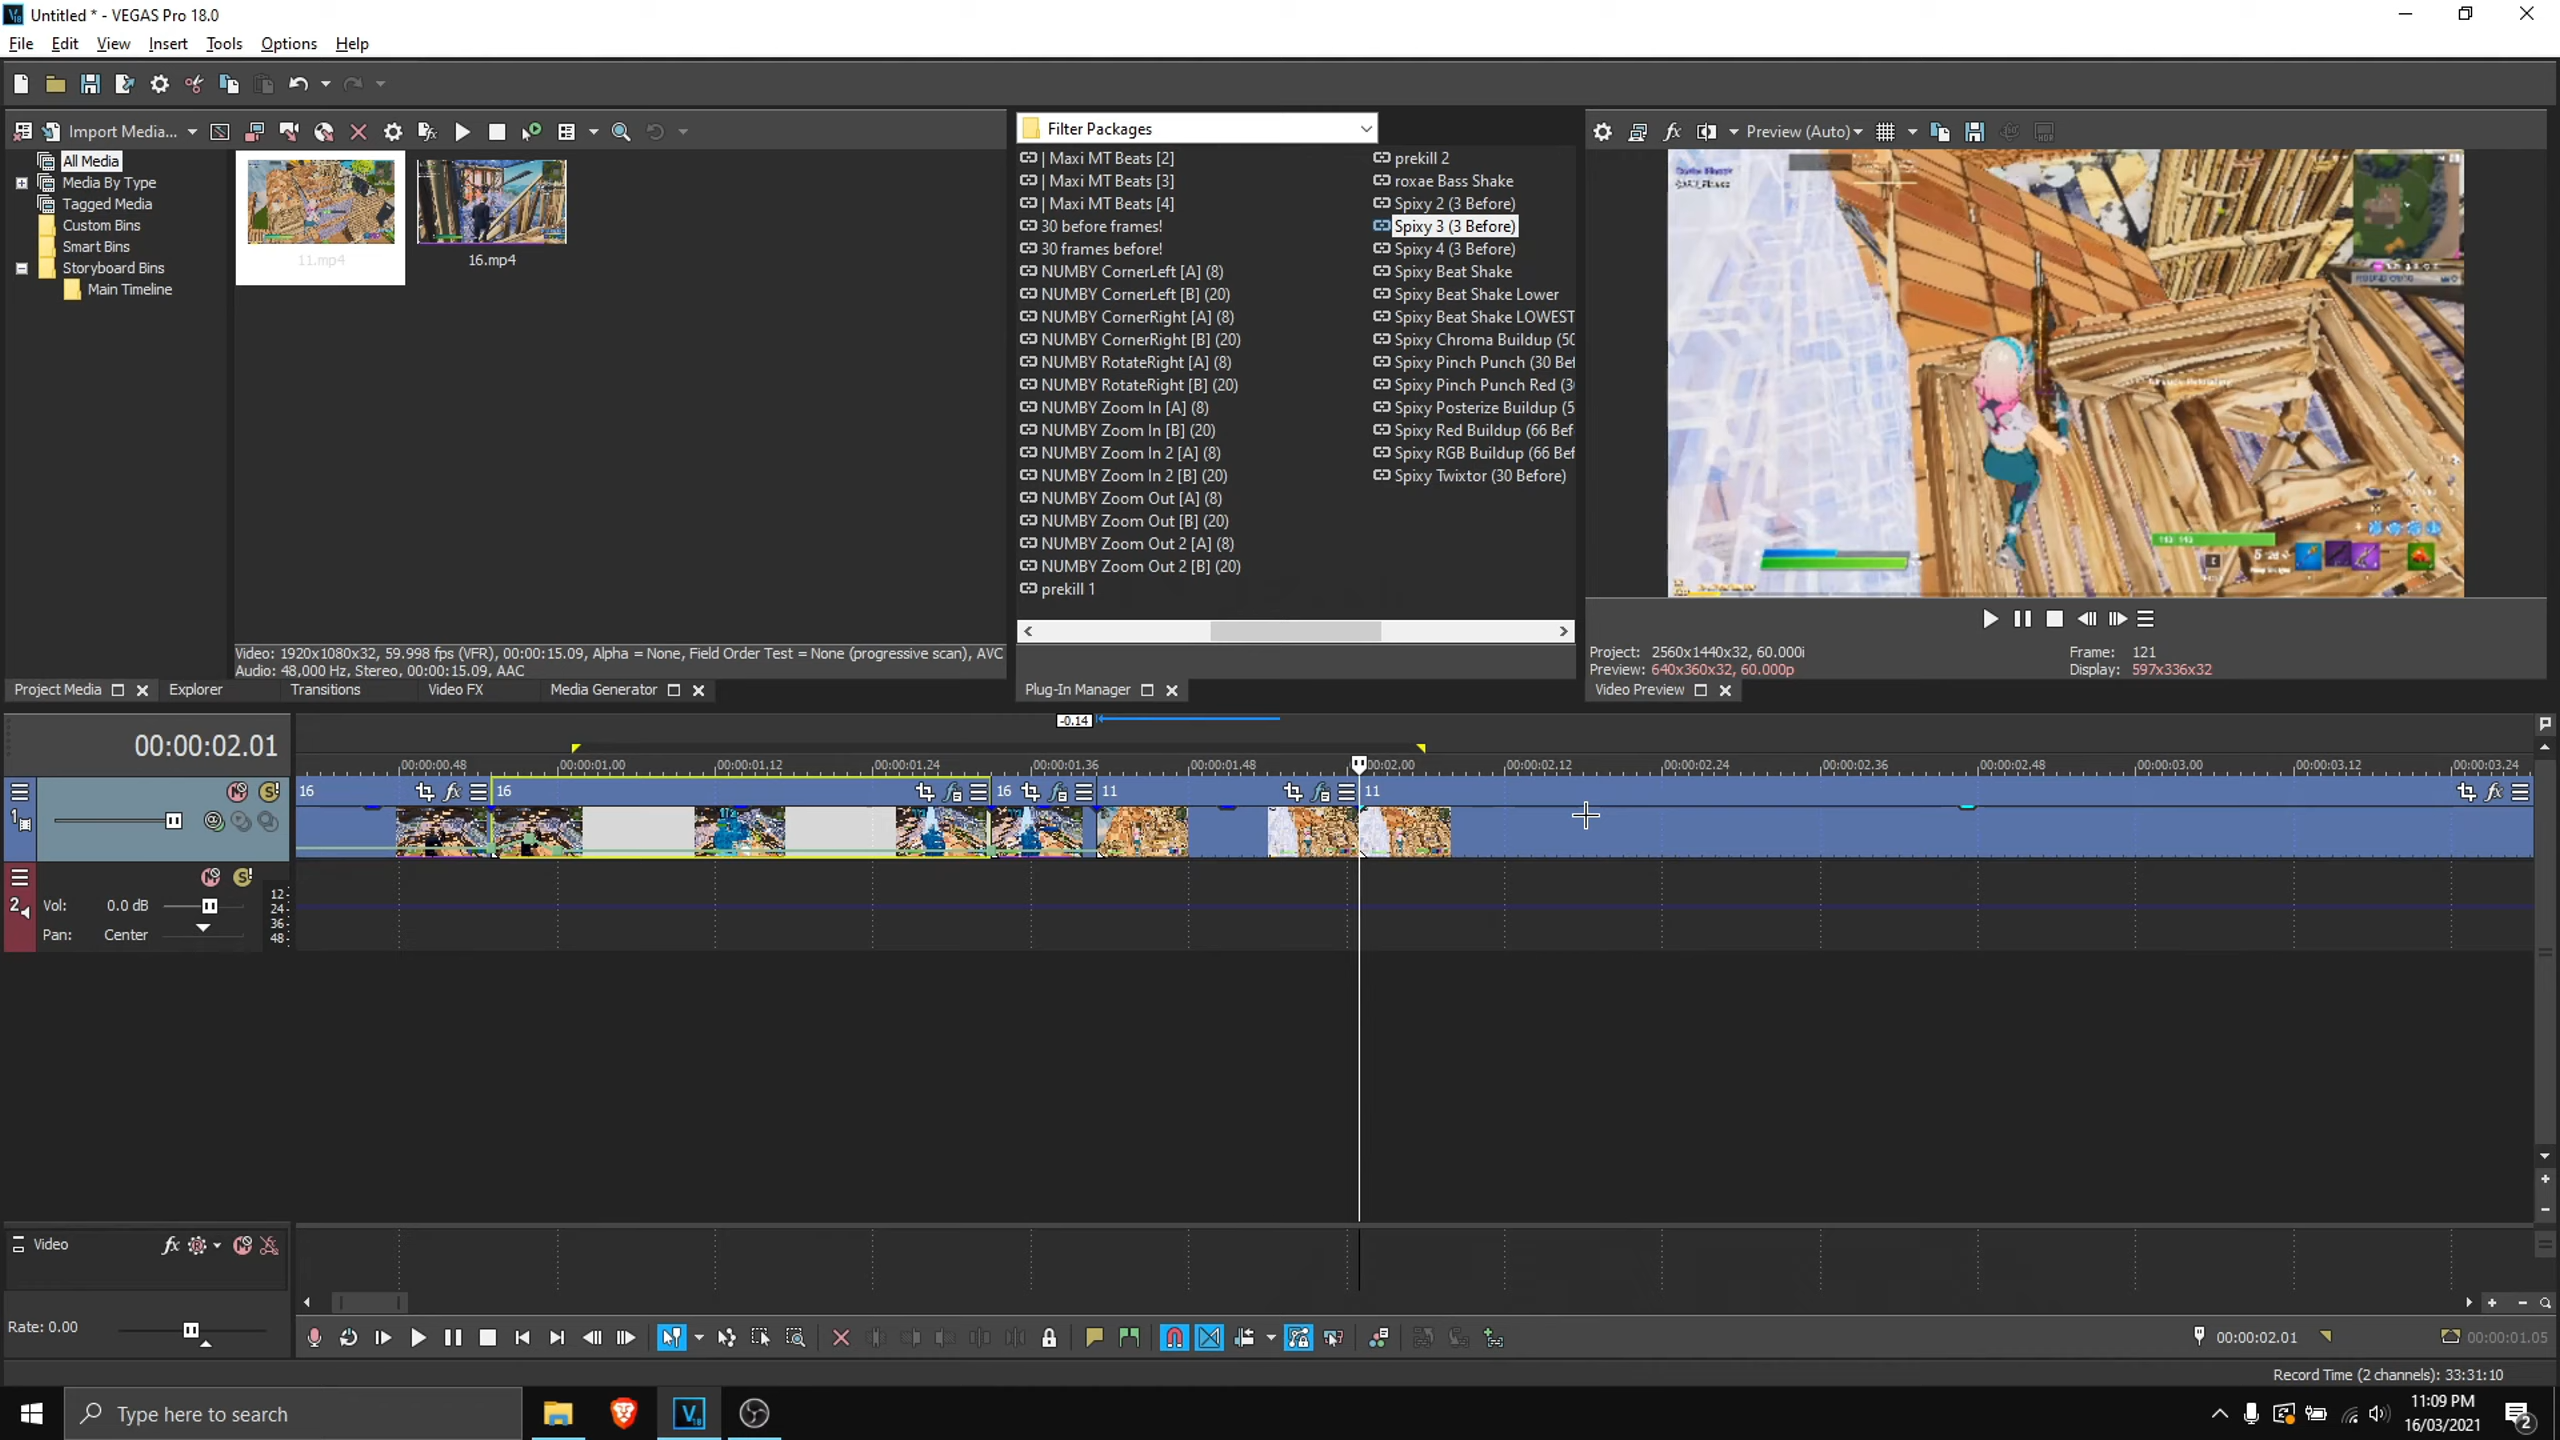 Untitled * - VEGAS Pro 18.0
File Edit View Insert Tools Options Help
Import Media...
All Media
Media By Type
Tagged Media
Custom Bins
Smart Bins
Storyboard Bins
Main Timeline
11.mp4
16.mp4
Video: 1920x1080x32, 59.998 fps (VFR), 00:00:15.09, Alpha = None, Field Order Test = None (progressive scan), AVC
Audio: 48,000 Hz, Stereo, 00:00:15.09, AAC
Project Media Explorer Transitions Video FX Media Generator
Filter Packages
| Maxi MT Beats [2]
| Maxi MT Beats [3]
| Maxi MT Beats [4]
30 before frames!
30 frames before!
NUMBY CornerLeft [A] (8)
NUMBY CornerLeft [B] (20)
NUMBY CornerRight [A] (8)
NUMBY CornerRight [B] (20)
NUMBY RotateRight [A] (8)
NUMBY RotateRight [B] (20)
NUMBY Zoom In [A] (8)
NUMBY Zoom In [B] (20)
NUMBY Zoom In 2 [A] (8)
NUMBY Zoom In 2 [B] (20)
NUMBY Zoom Out [A] (8)
NUMBY Zoom Out [B] (20)
NUMBY Zoom Out 2 [A] (8)
NUMBY Zoom Out 2 [B] (20)
prekill 1
prekill 2
roxae Bass Shake
Spixy 2 (3 Before)
Spixy 3 (3 Before)
Spixy 4 (3 Before)
Spixy Beat Shake
Spixy Beat Shake Lower
Spixy Beat Shake LOWEST
Spixy Chroma Buildup (50
Spixy Pinch Punch (30 Bef
Spixy Pinch Punch Red (3
Spixy Posterize Buildup (5
Spixy Red Buildup (66 Bef
Spixy RGB Buildup (66 Bef
Spixy Twixtor (30 Before)
Plug-In Manager
Preview (Auto)
Project: 2560x1440x32, 60.000i Frame: 121
Preview: 640x360x32, 60.000p Display: 597x336x32
Video Preview
-0.14
00:00:02.01
00:00:00.48 00:00:01.00 00:00:01.12 00:00:01.24 00:00:01.36 00:00:01.48 00:02.00 00:00:02.12 00:00:02.24 00:00:02.36 00:00:02.48 00:00:03.00 00:00:03.12 00:00:03.24
16 16 16 11 11
1
2
Vol: 0.0 dB
Pan: Center
12
24
36
48
Video
Rate: 0.00
00:00:02.01 00:00:01.05
Record Time (2 channels): 33:31:10
Type here to search
11:09 PM
16/03/2021
2